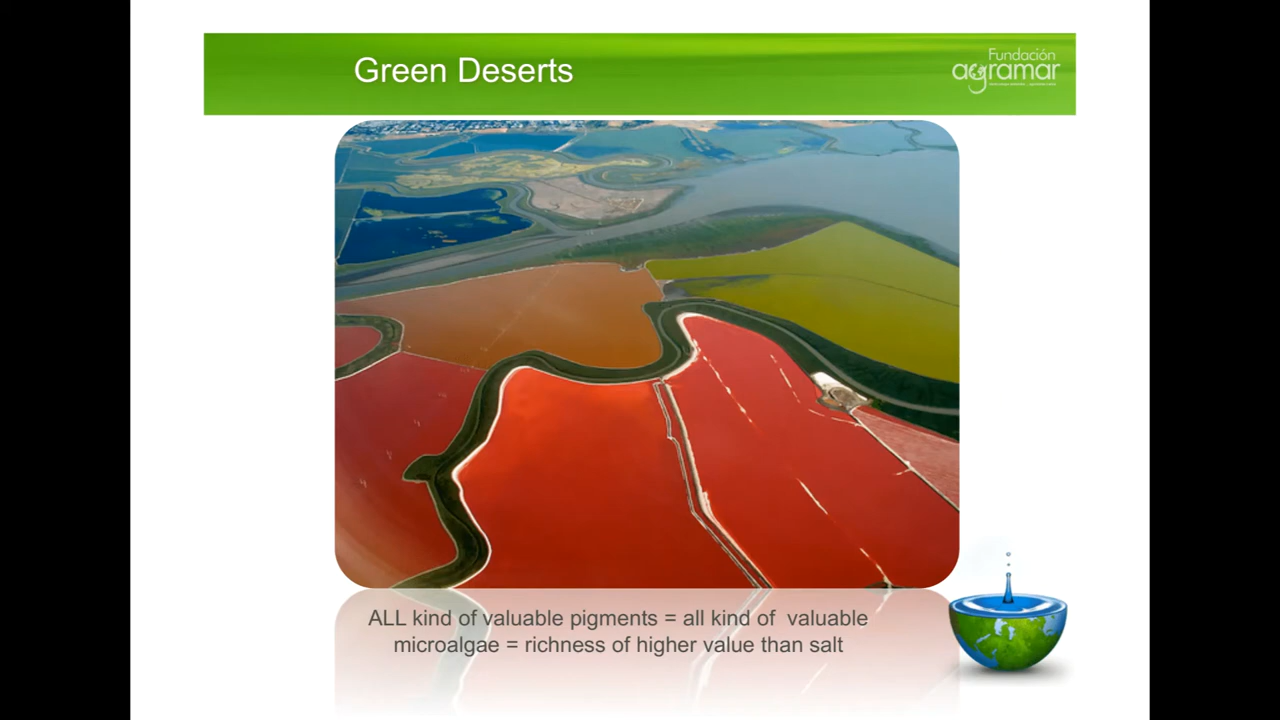 Green Deserts
Fundación
agramar
ALL kind of valuable pigments = all kind of  valuable
microalgae = richness of higher value than salt